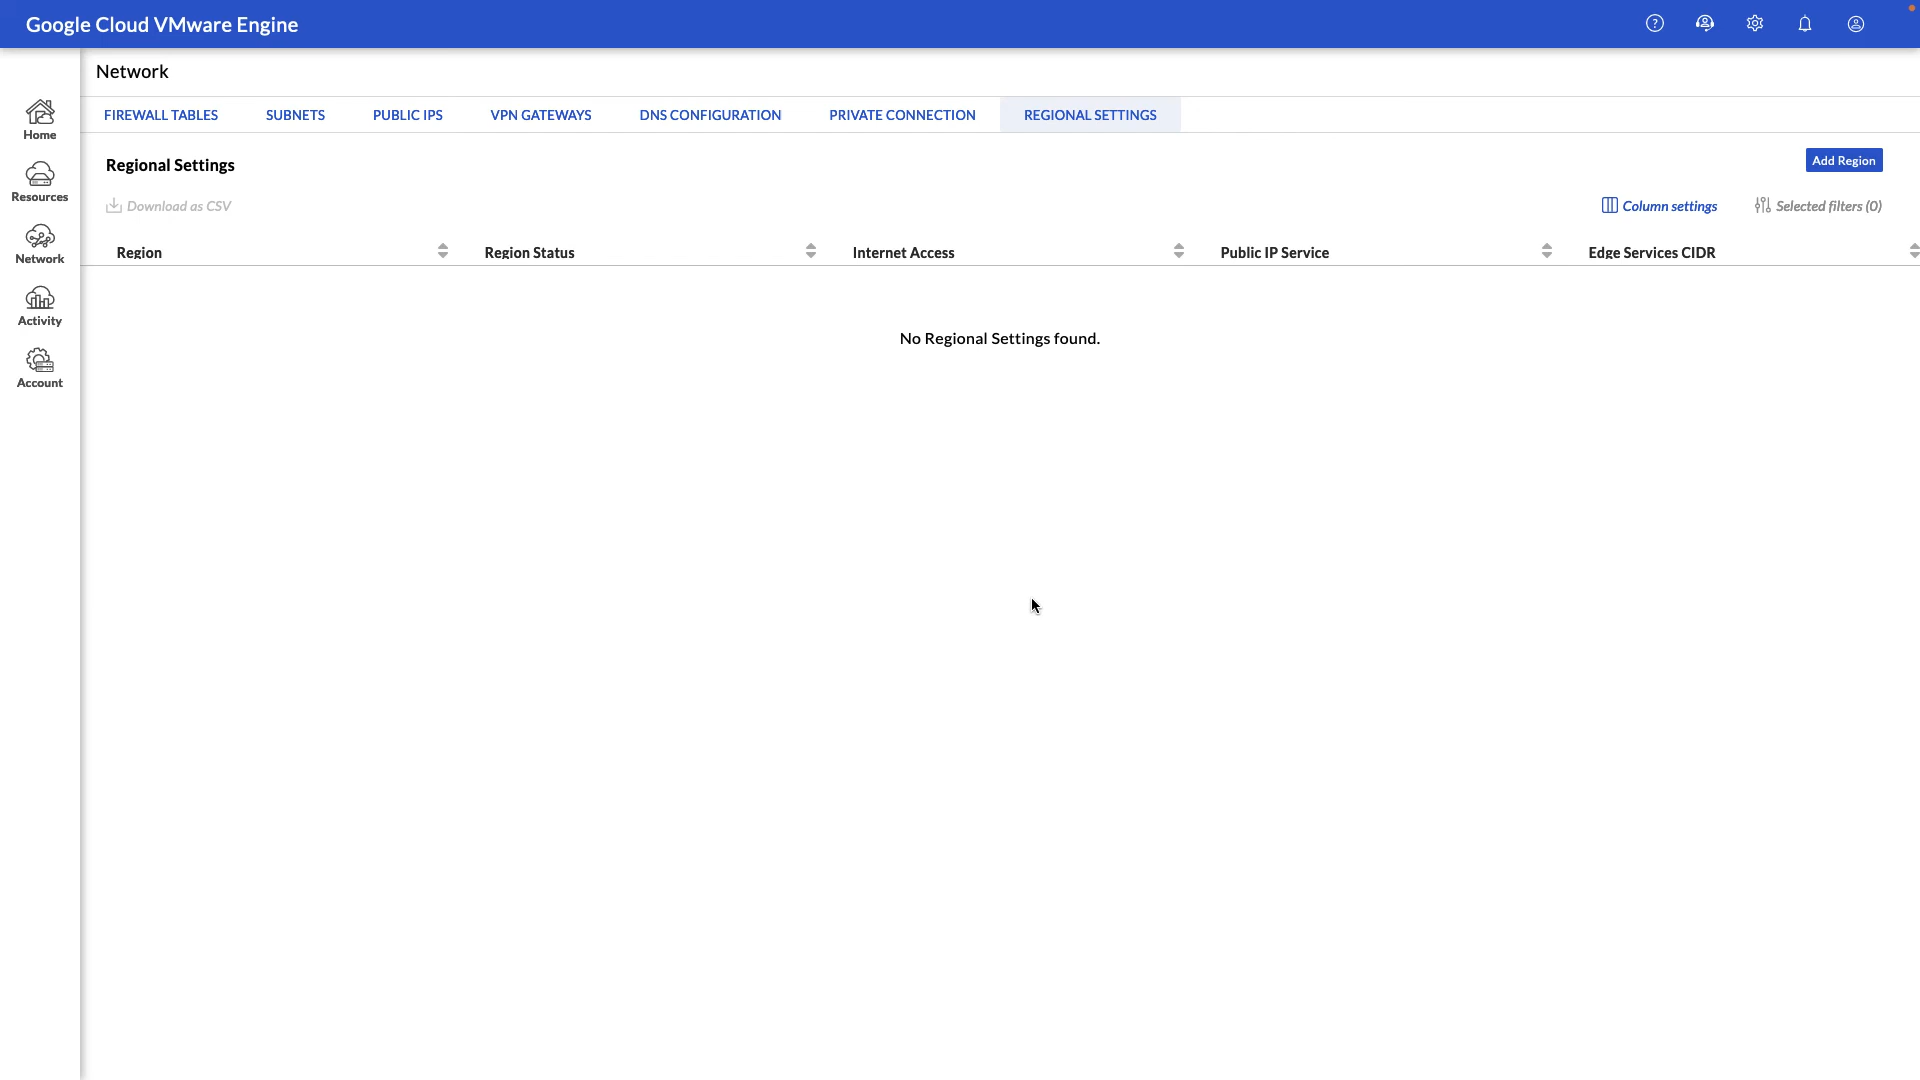 Google Cloud VMware Engine
Network
Home
Resources
Network
Activity
Account
FIREWALL TABLES SUBNETS PUBLIC IPS VPN GATEWAYS DNS CONFIGURATION PRIVATE CONNECTION REGIONAL SETTINGS
Regional Settings
Add Region
Download as CSV
Column settings
Selected filters (0)
Region Region Status Internet Access Public IP Service Edge Services CIDR
No Regional Settings found.